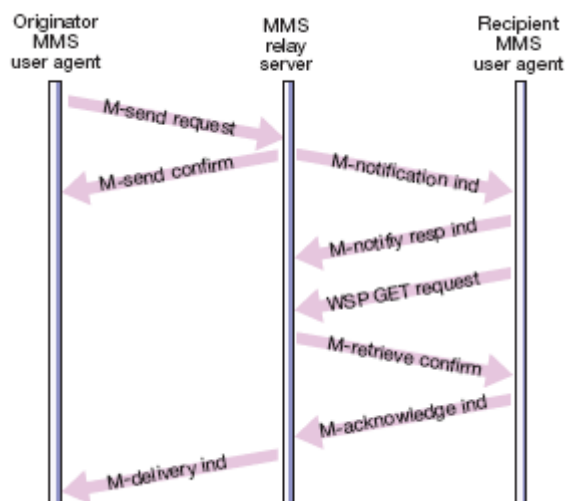 Originator
MMS
user agent
MMS
relay
server
Recipient
MMS
user agent
M-send request
M-send confirm
M-notification ind
M-notifiy resp ind
WSP GET request
M-retrieve confirm
M-acknowledge ind
M-delivery ind